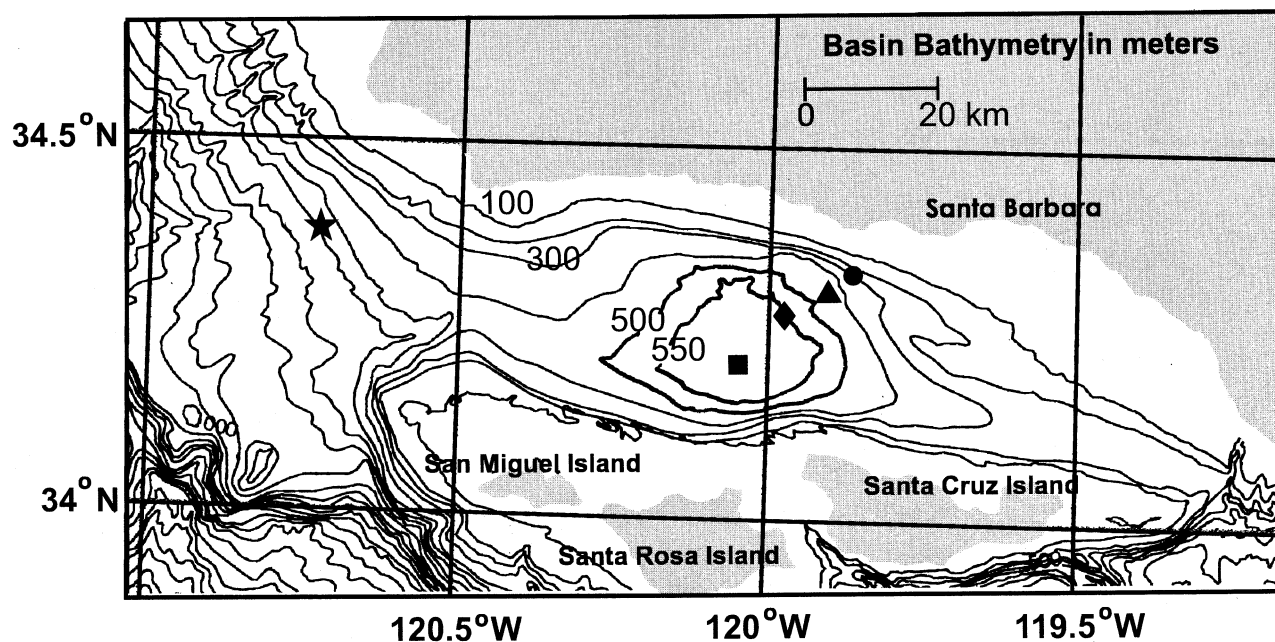 Basin Bathymetry in meters
0 20 km
34.5°N
100
Santa Barbara
300
500
550
000
San Miguel Island
Santa Cruz Island
34°N
Santa Rosa Island
120.5°W 120°W 119.5°W